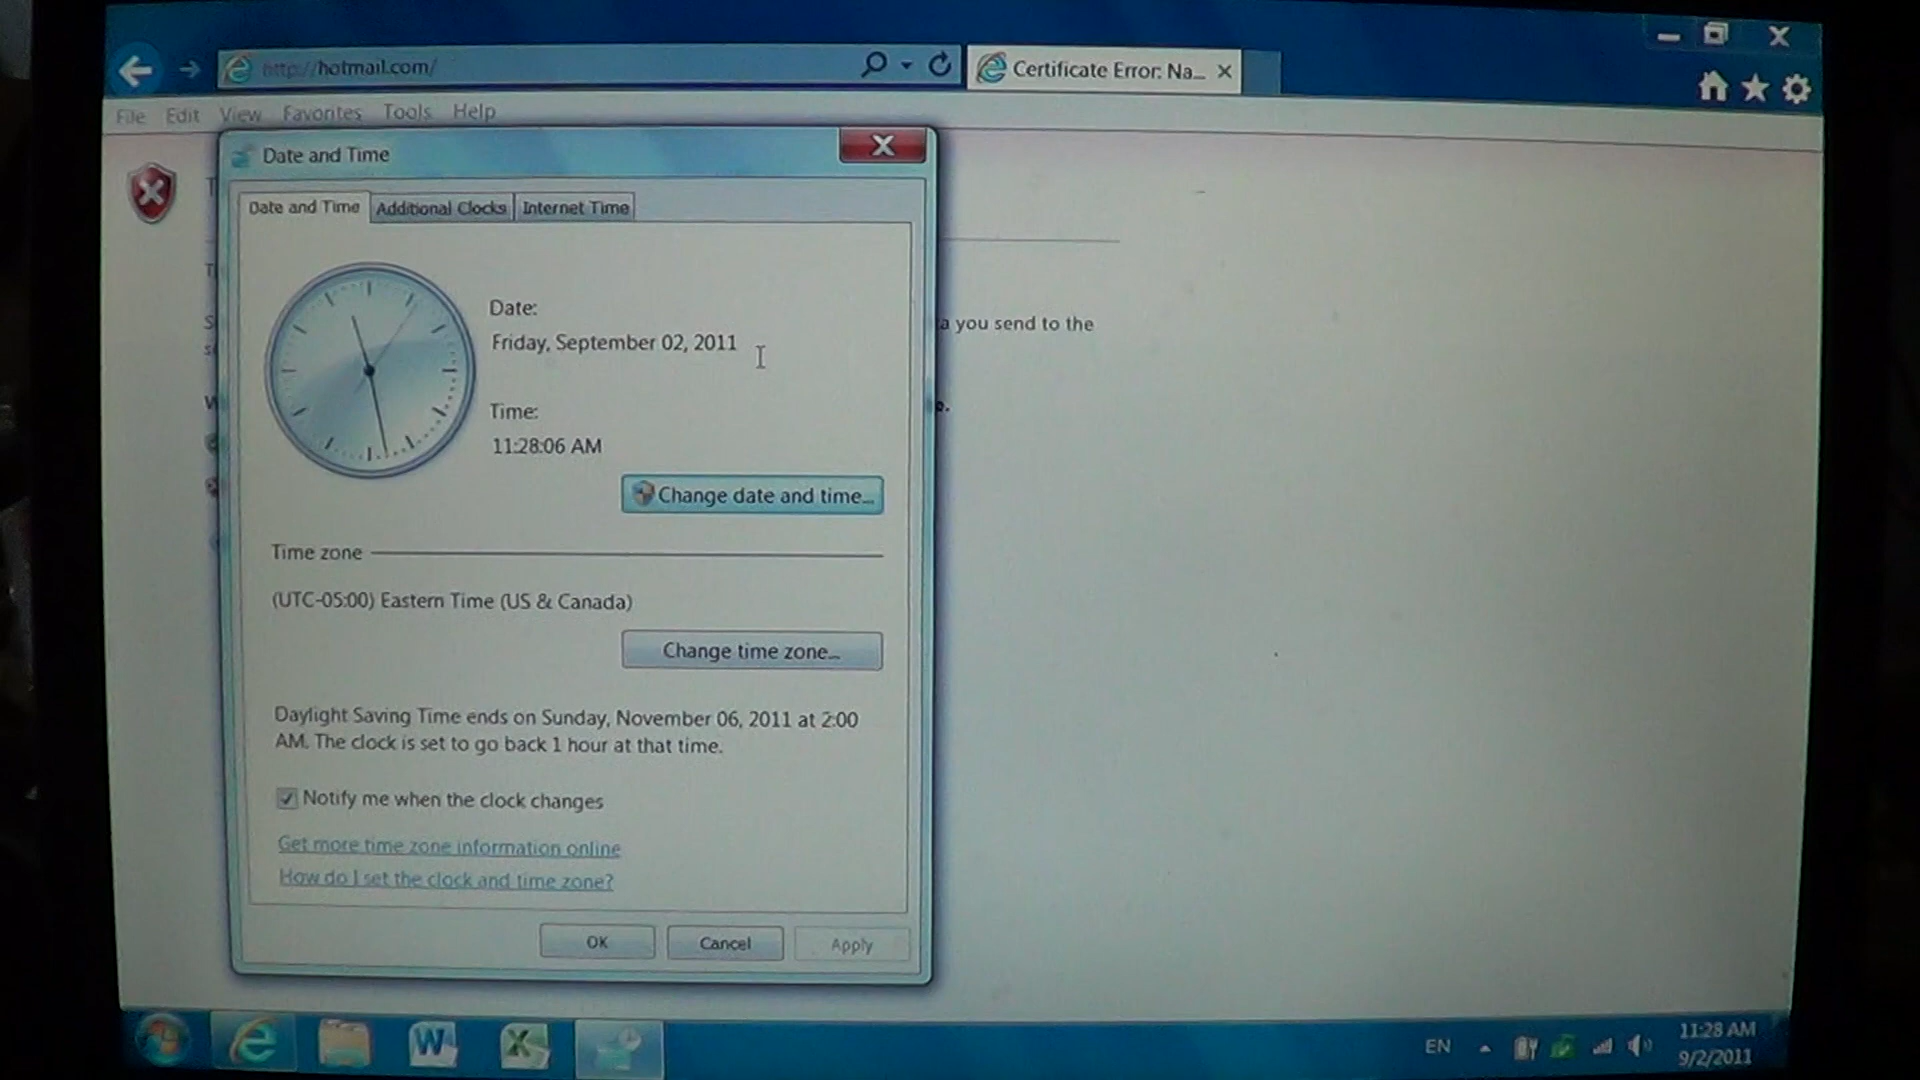 http://hotmail.com/
Certificate Error: Na...
File Edit View Favorites Tools Help
Date and Time
Date and Time Additional Clocks Internet Time
Date:
Friday, September 02, 2011
a you send to the
Time:
11:28:06 AM
Change date and time...
Time zone
(UTC-05:00) Eastern Time (US & Canada)
Change time zone...
Daylight Saving Time ends on Sunday, November 06, 2011 at 2:00
AM. The clock is set to go back 1 hour at that time.
Notify me when the clock changes
Get more time zone information online
How do I set the clock and time zone?
OK Cancel Apply
EN
11:28 AM
9/2/2011